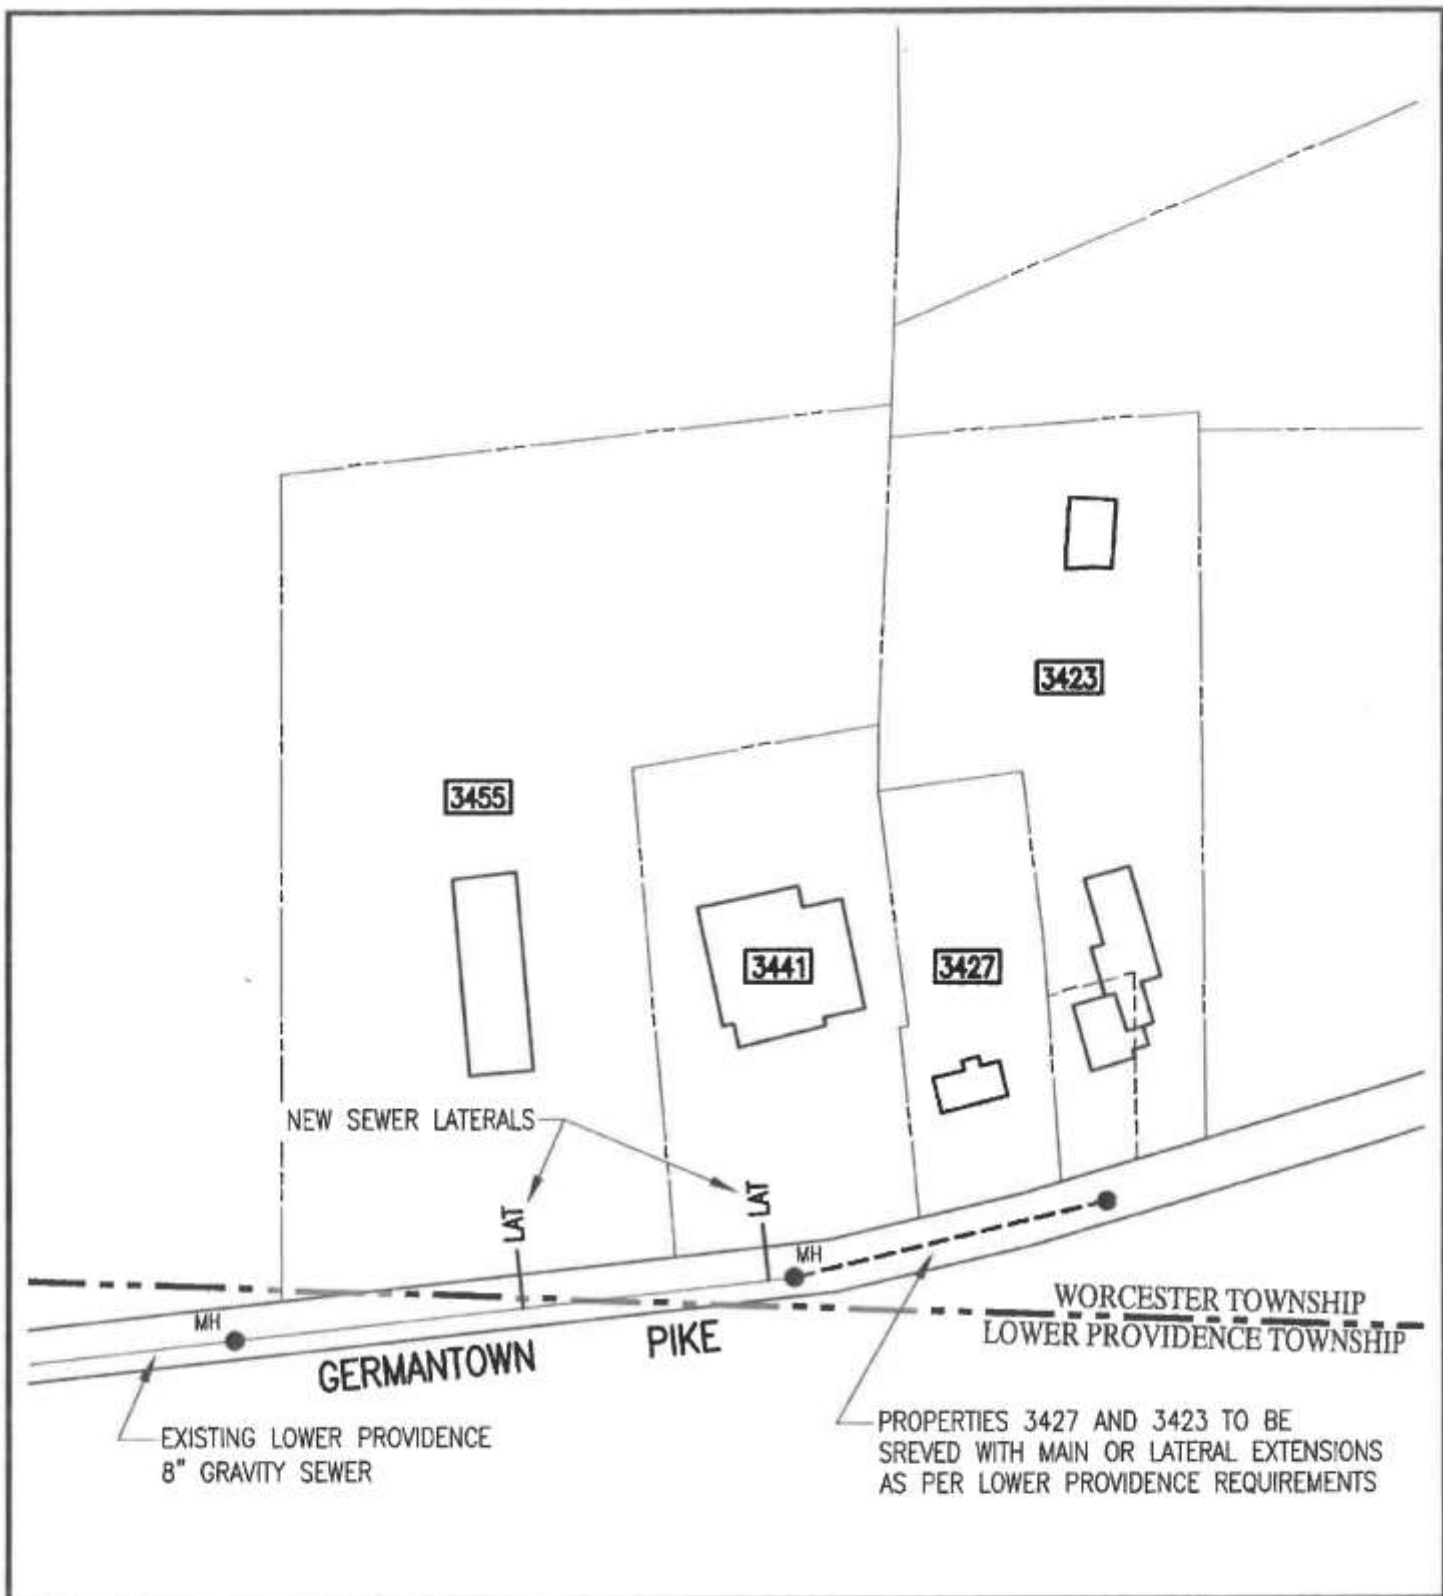 3423
3455
3441
3427
NEW SEWER LATERALS
LAT
LAT
MH
MH
WORCESTER TOWNSHIP
LOWER PROVIDENCE TOWNSHIP
GERMANTOWN PIKE
EXISTING LOWER PROVIDENCE
8" GRAVITY SEWER
PROPERTIES 3427 AND 3423 TO BE
SREVED WITH MAIN OR LATERAL EXTENSIONS
AS PER LOWER PROVIDENCE REQUIREMENTS